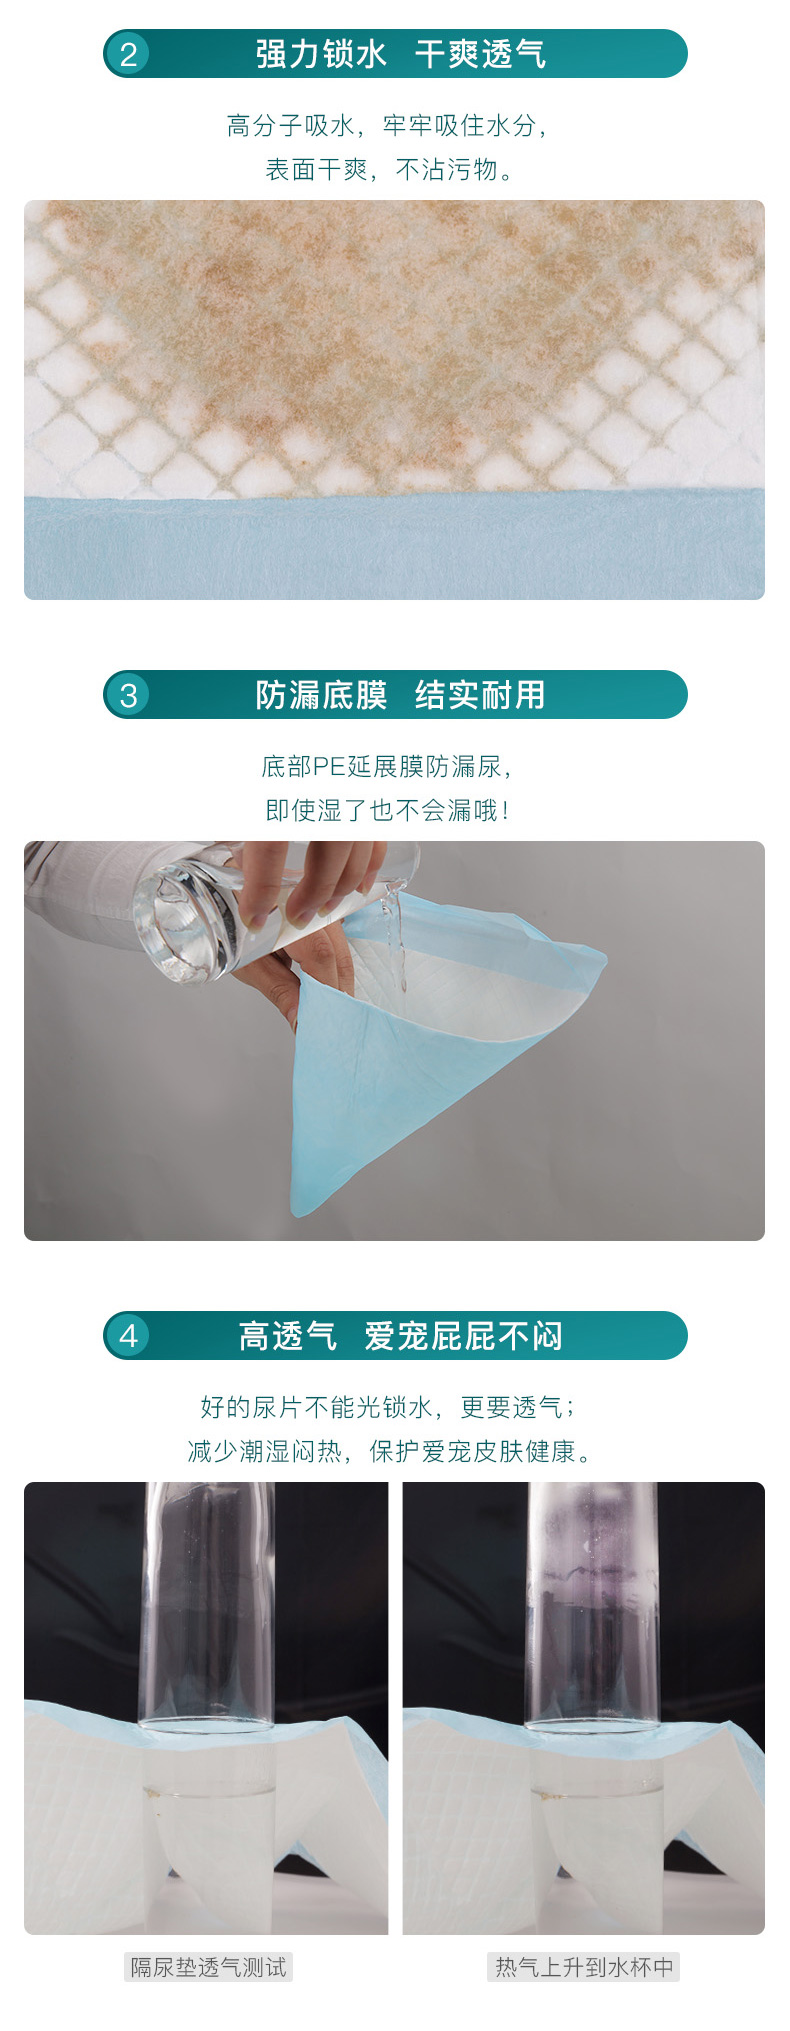 2 强力锁水 干爽透气
高分子吸水，牢牢吸住水分，
表面干爽，不沾污物。
3 防漏底膜 结实耐用
底部PE延展膜防漏尿，
即使湿了也不会漏哦！
4 高透气 爱宠屁屁不闷
好的尿片不能光锁水，更要透气；
减少潮湿闷热，保护爱宠皮肤健康。
隔尿垫透气测试
热气上升到水杯中